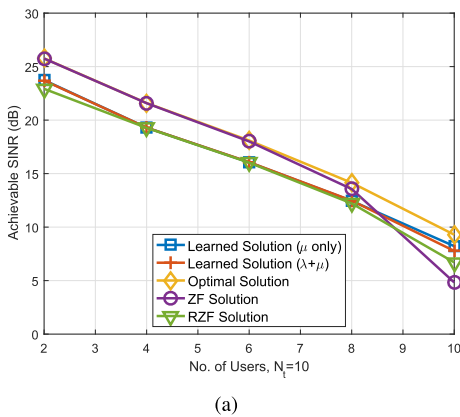 30
25
20
15
10
5
0
Achievable SINR (dB)
Learned Solution (μ only)
Learned Solution (λ+μ)
Optimal Solution
ZF Solution
RZF Solution
2 3 4 5 6 7 8 9 10
No. of Users, N_t=10
(a)